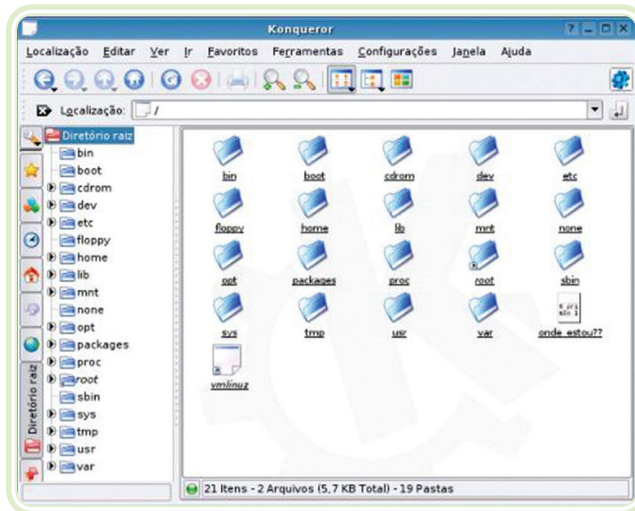 Konqueror
Localização Editar Ver Ir Favoritos Ferramentas Configurações Janela Ajuda
Localização: /
Diretório raiz
bin
boot
cdrom
dev
etc
floppy
home
lib
mnt
none
opt
packages
proc
root
sbin
sys
tmp
usr
var
Diretório raiz
bin boot cdrom dev etc
floppy home lib mnt none
opt packages proc root sbin
sys tmp usr var onde estou??
vmlinuz
21 Itens - 2 Arquivos (5,7 KB Total) - 19 Pastas